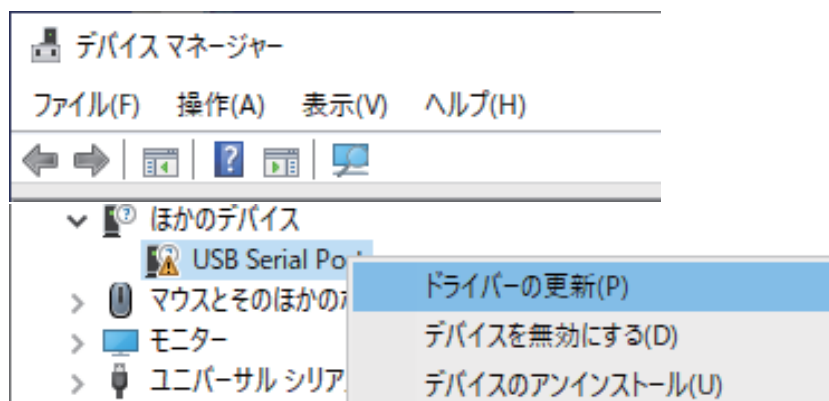 デバイス マネージャー
ファイル(F) 操作(A) 表示(V) ヘルプ(H)
?
ほかのデバイス
USB Serial
ドライバーの更新(P)
マウスとそのほかの
デバイスを無効にする(D)
モニター
ユニバーサル シリア
デバイスのアンインストール(U)